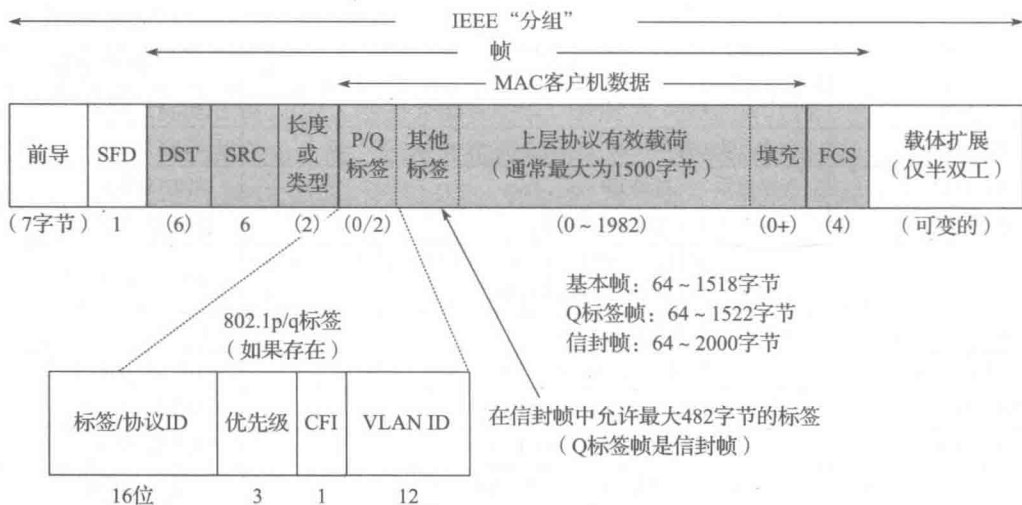 IEEE “分组”
帧
MAC客户机数据
前导
SFD
DST
SRC
长度
或
类型
P/Q
标签
其他
标签
上层协议有效载荷
（通常最大为1500字节）
填充
FCS
载体扩展
（仅半双工）
（7字节） 1 (6) 6 (2) (0/2) (0～1982) (0+) (4) （可变的）
基本帧：64～1518字节
Q标签帧：64～1522字节
信封帧：64～2000字节
802.1p/q标签
（如果存在）
标签/协议ID 优先级 CFI VLAN ID
16位 3 1 12
在信封帧中允许最大482字节的标签
（Q标签帧是信封帧）